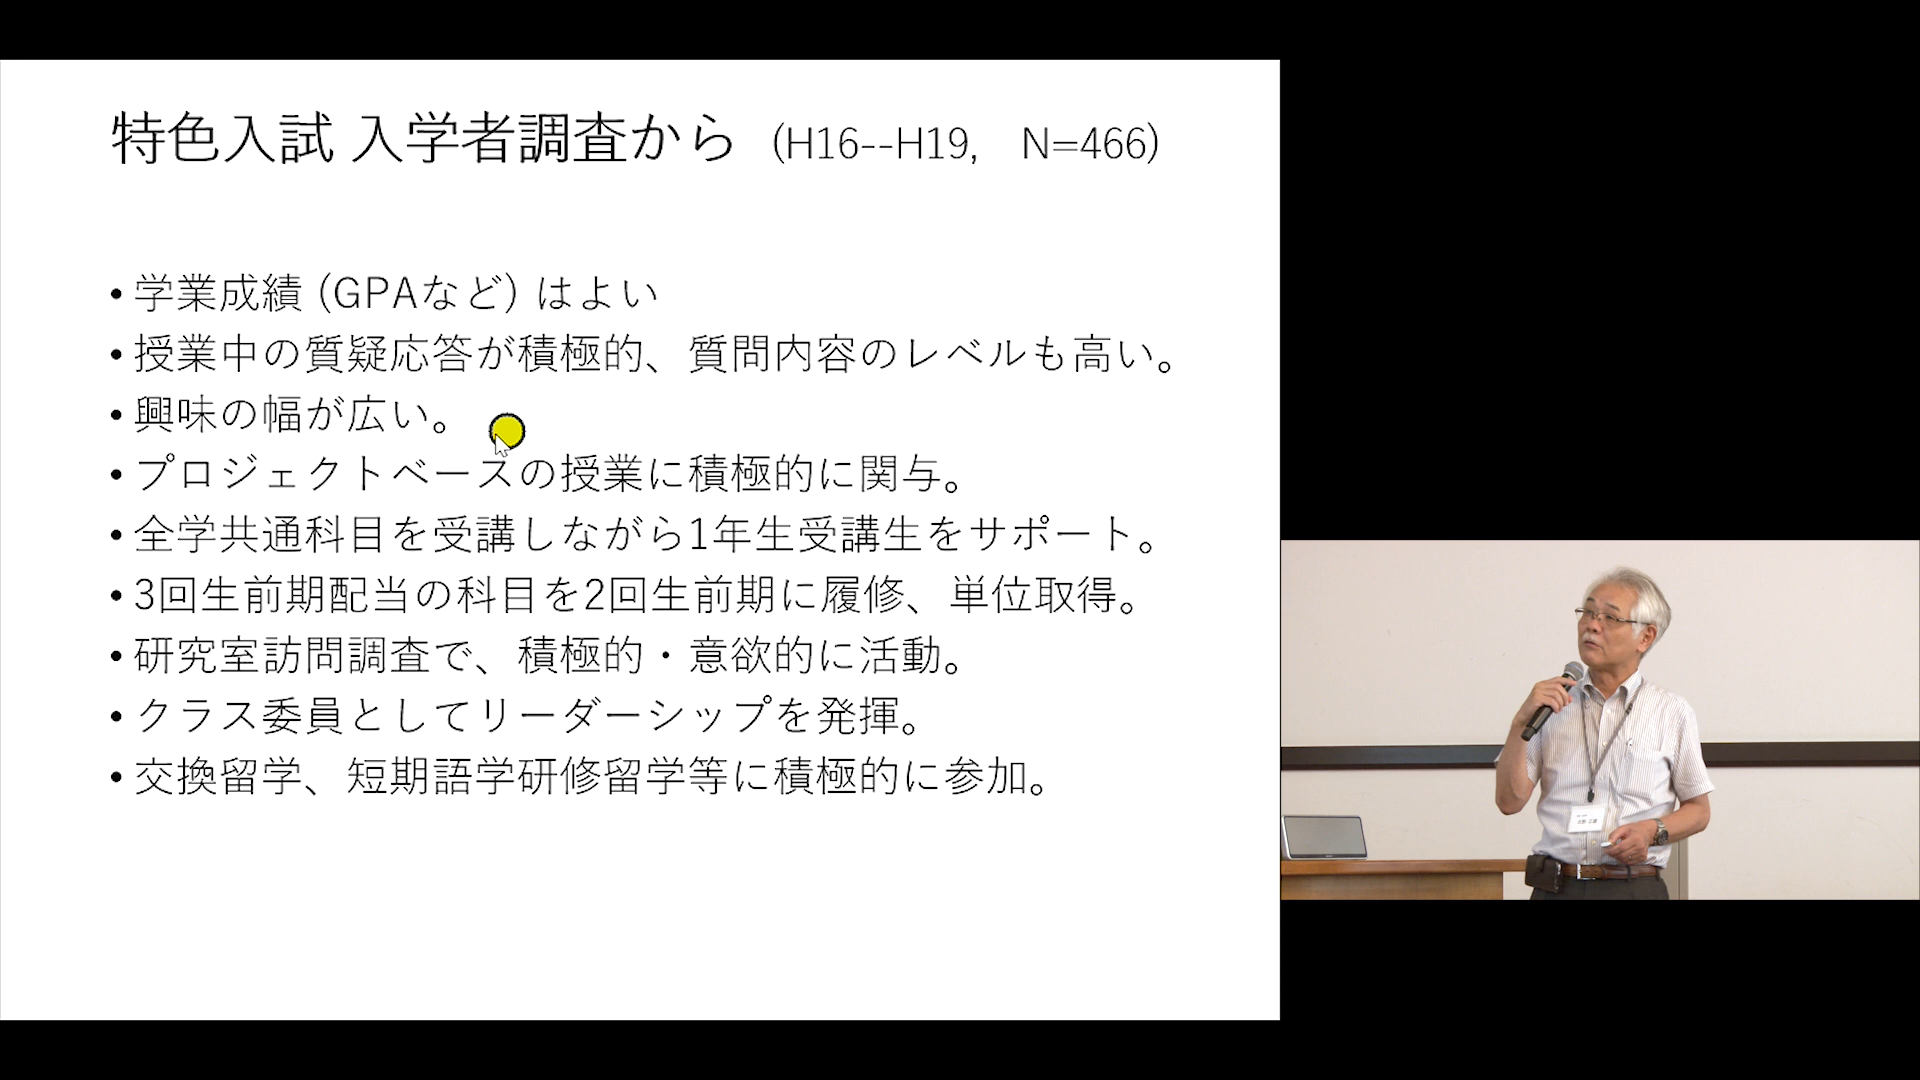 特色入試 入学者調査から (H16--H19, N=466)
• 学業成績 (GPAなど) はよい
• 授業中の質疑応答が積極的、質問内容のレベルも高い。
• 興味の幅が広い。
• プロジェクトベースの授業に積極的に関与。
• 全学共通科目を受講しながら1年生受講生をサポート。
• 3回生前期配当の科目を2回生前期に履修、単位取得。
• 研究室訪問調査で、積極的・意欲的に活動。
• クラス委員としてリーダーシップを発揮。
• 交換留学、短期語学研修留学等に積極的に参加。